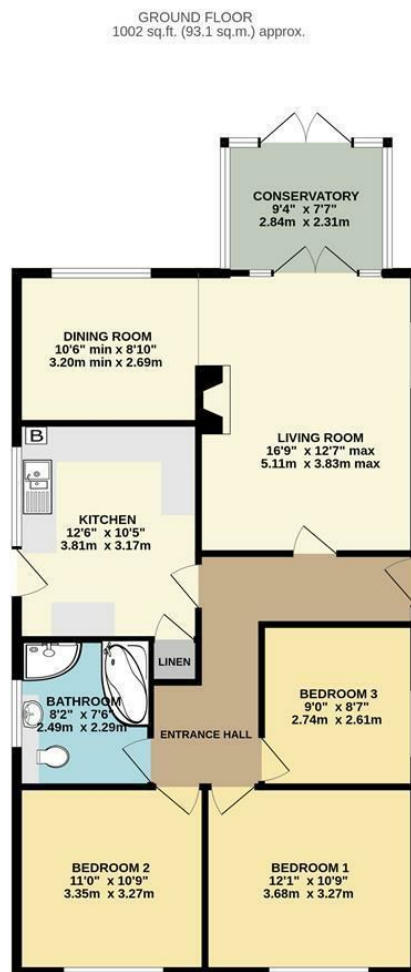 GROUND FLOOR
1002 sq.ft. (93.1 sq.m.) approx.
CONSERVATORY
9'4" x 7'7"
2.84m x 2.31m
DINING ROOM
10'6" min x 8'10"
3.20m min x 2.69m
LIVING ROOM
16'9" x 12'7" max
5.11m x 3.83m max
B
KITCHEN
12'6" x 10'5"
3.81m x 3.17m
LINEN
BATHROOM
8'2" x 7'6"
2.49m x 2.29m
BEDROOM 3
9'0" x 8'7"
2.74m x 2.61m
ENTRANCE HALL
BEDROOM 2
11'0" x 10'9"
3.35m x 3.27m
BEDROOM 1
12'1" x 10'9"
3.68m x 3.27m